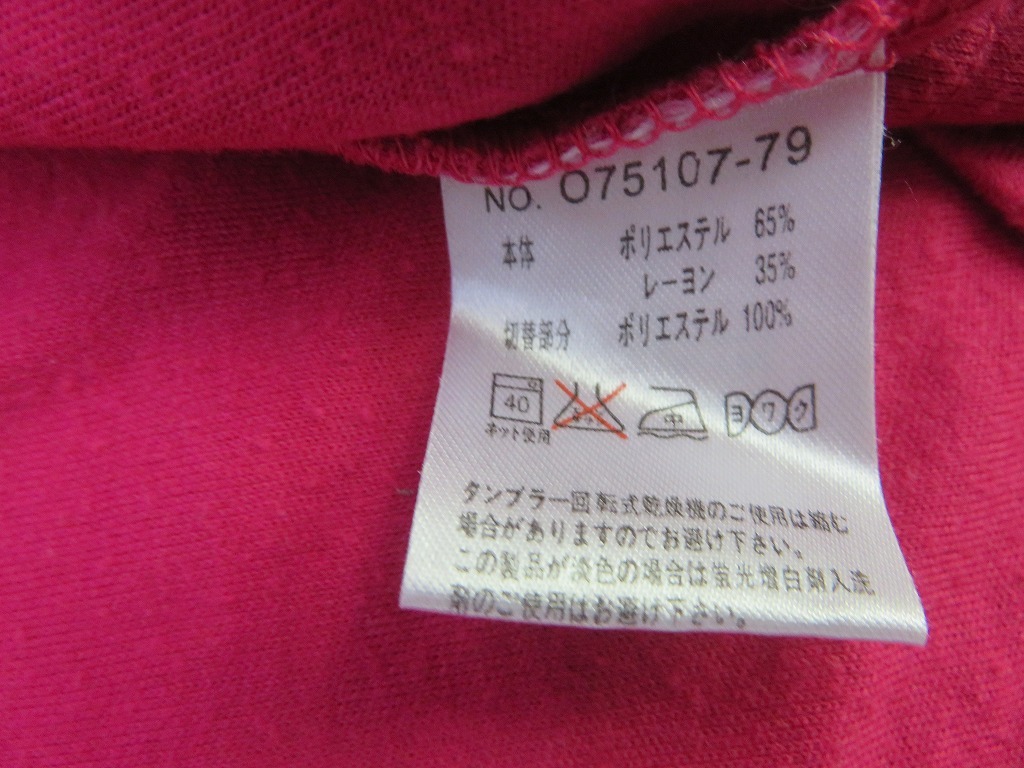 NO. O75107-79
本体 ポリエステル 65%
レーヨン 35%
切替部分 ポリエステル 100%
40 中 ヨワク
ネット使用
タンブラー回転式乾燥機のご使用は縮む
場合がありますのでお避け下さい。
この製品が淡色の場合は蛍光増白剤入洗
剤のご使用はお避け下さい。